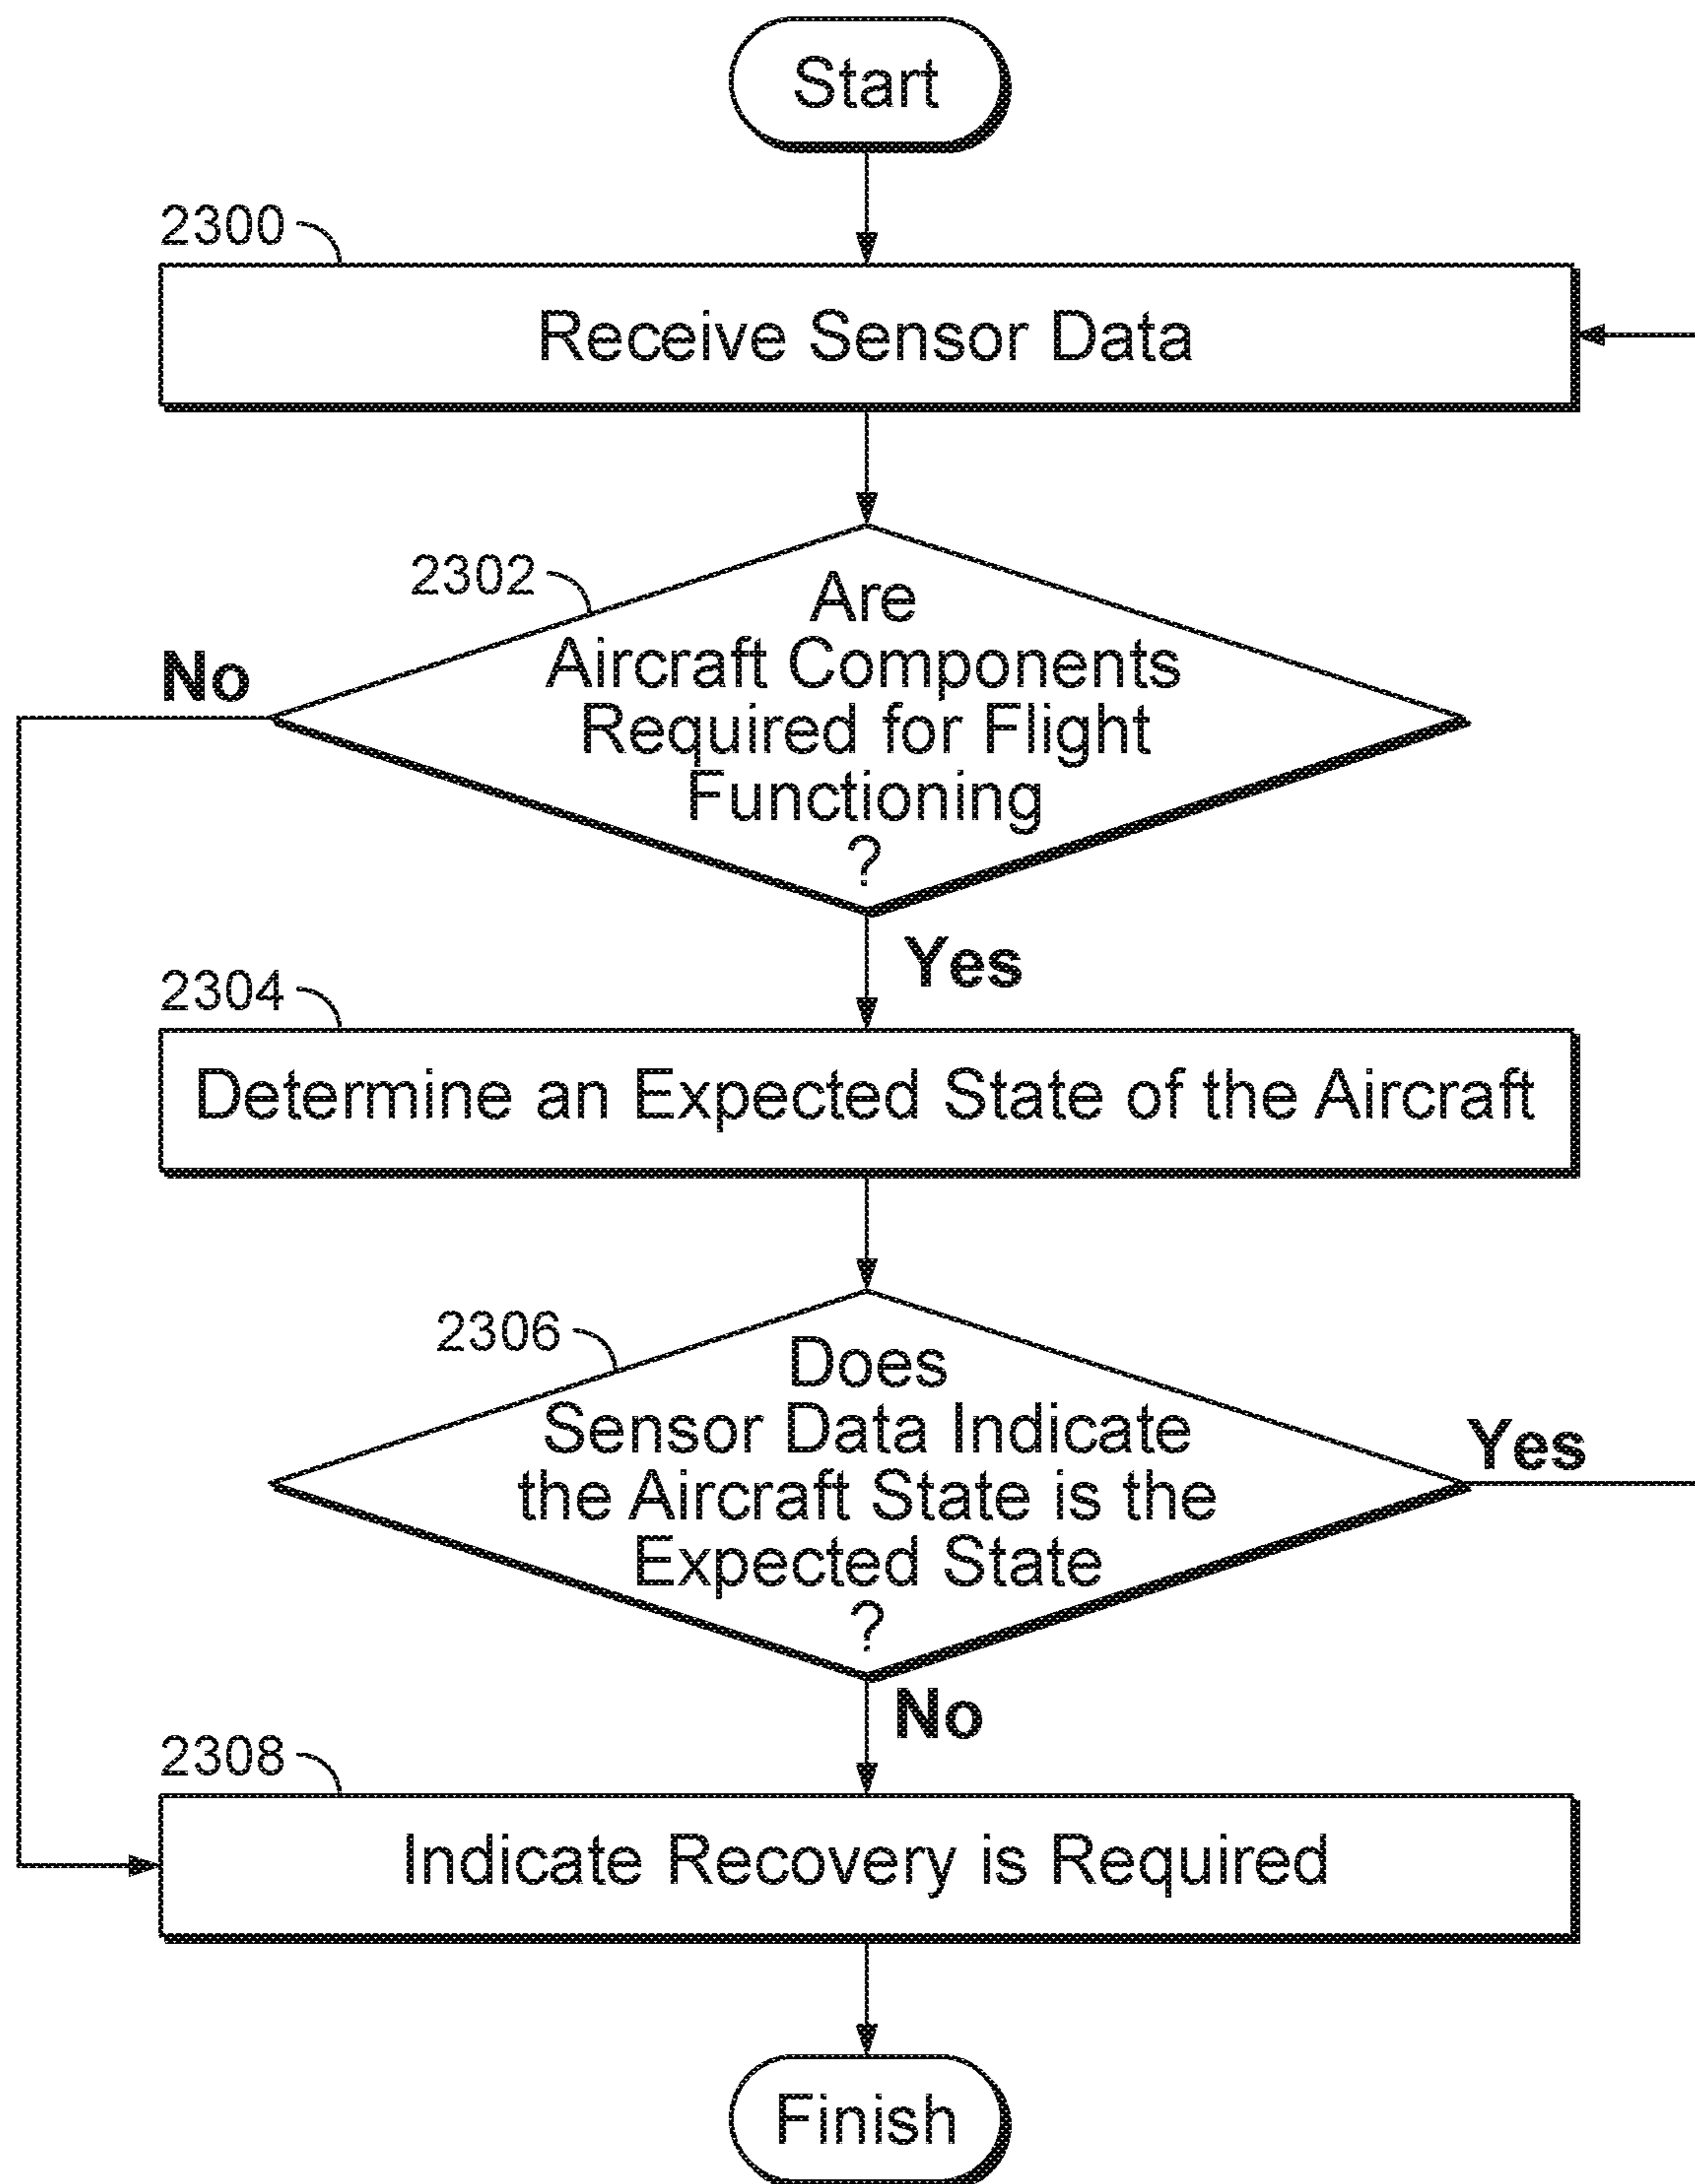 Start
2300
Receive Sensor Data
2302
Are
Aircraft Components
Required for Flight
Functioning
?
No
Yes
2304
Determine an Expected State of the Aircraft
2306
Does
Sensor Data Indicate
the Aircraft State is the
Expected State
?
Yes
No
2308
Indicate Recovery is Required
Finish